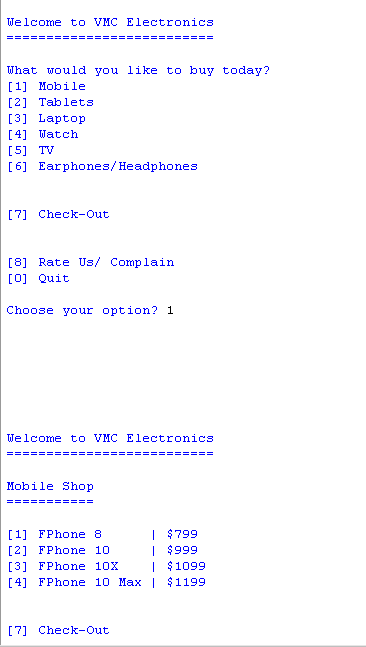 Welcome to VMC Electronics
==========================
What would you like to buy today?
[1] Mobile
[2] Tablets
[3] Laptop
[4] Watch
[5] TV
[6] Earphones/Headphones
[7] Check-Out
[8] Rate Us/ Complain
[0] Quit
Choose your option? 1
Welcome to VMC Electronics
==========================
Mobile Shop
===========
[1] FPhone 8      | $799
[2] FPhone 10     | $999
[3] FPhone 10X    | $1099
[4] FPhone 10 Max | $1199
[7] Check-Out